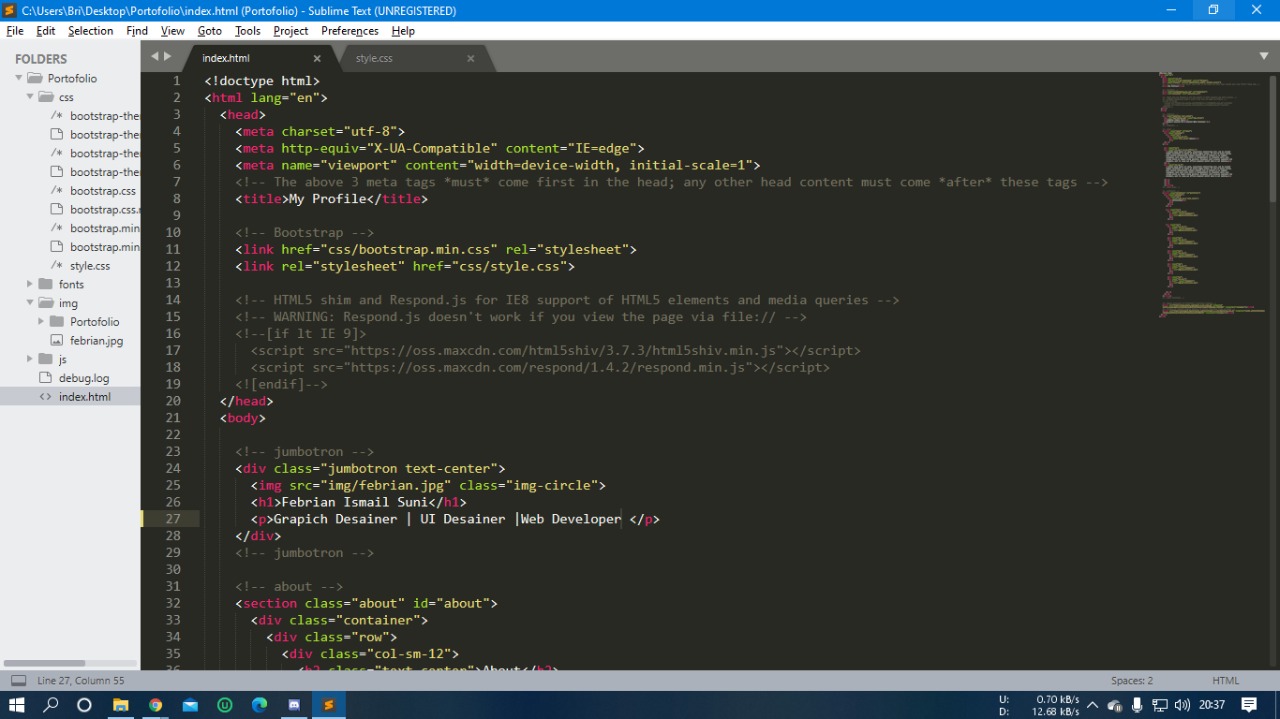 C:\Users\Bri\Desktop\Portofolio\index.html (Portofolio) - Sublime Text (UNREGISTERED)
File Edit Selection Find View Goto Tools Project Preferences Help
FOLDERS
Portofolio
css
bootstrap-the
bootstrap-the
bootstrap-the
bootstrap-the
bootstrap.css
bootstrap.css.r
bootstrap.min
bootstrap.min
/* style.css
fonts
img
Portofolio
febrian.jpg
js
debug.log
<> index.html
index.html × style.css ×
1 <!doctype html>
2 <html lang="en">
3 <head>
4 <meta charset="utf-8">
5 <meta http-equiv="X-UA-Compatible" content="IE=edge">
6 <meta name="viewport" content="width=device-width, initial-scale=1">
7 <!-- The above 3 meta tags *must* come first in the head; any other head content must come *after* these tags -->
8 <title>My Profile</title>
9
10 <!-- Bootstrap -->
11 <link href="css/bootstrap.min.css" rel="stylesheet">
12 <link rel="stylesheet" href="css/style.css">
13
14 <!-- HTML5 shim and Respond.js for IE8 support of HTML5 elements and media queries -->
15 <!-- WARNING: Respond.js doesn't work if you view the page via file:// -->
16 <!--[if lt IE 9]>
17 <script src="https://oss.maxcdn.com/html5shiv/3.7.3/html5shiv.min.js"></script>
18 <script src="https://oss.maxcdn.com/respond/1.4.2/respond.min.js"></script>
19 <![endif]-->
20 </head>
21 <body>
22
23 <!-- jumbotron -->
24 <div class="jumbotron text-center">
25 <img src="img/febrian.jpg" class="img-circle">
26 <h1>Febrian Ismail Suni</h1>
27 <p>Grapich Desainer | UI Desainer |Web Developer </p>
28 </div>
29 <!-- jumbotron -->
30
31 <!-- about -->
32 <section class="about" id="about">
33 <div class="container">
34 <div class="row">
35 <div class="col-sm-12">
36 <h2 class="text-center">About</h2>
Line 27, Column 55
Spaces: 2 HTML
U: 0.70 kB/s
D: 12.68 kB/s
20:37